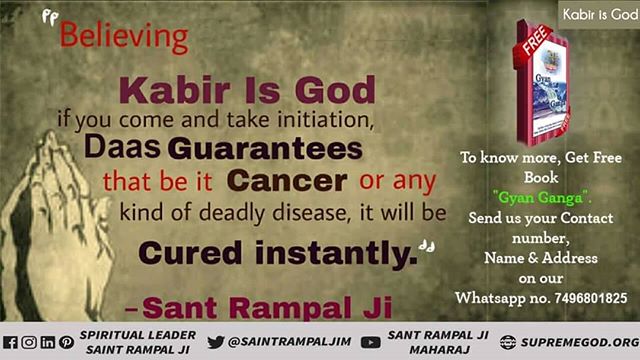 Kabir is God
"Believing
Kabir Is God
if you come and take initiation,
Daas Guarantees
that be it Cancer or any
kind of deadly disease, it will be
Cured instantly."
–Sant Rampal Ji
FREE
Gyan
Ganga
FREE
To know more, Get Free
Book
"Gyan Ganga".
Send us your Contact
number,
Name & Address
on our
Whatsapp no. 7496801825
SPIRITUAL LEADER
SAINT RAMPAL JI
@SAINTRAMPALJIM
SANT RAMPAL JI
MAHARAJ
SUPREMEGOD.ORG